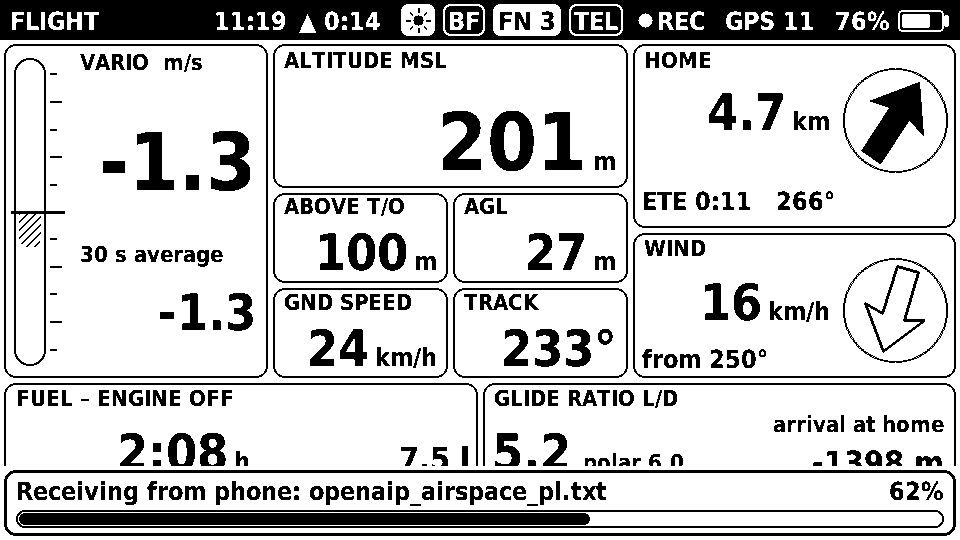 FLIGHT 11:19 ▲ 0:14 BF FN 3 TEL REC GPS 11 76%
VARIO m/s
-1.3
30 s average
-1.3
ALTITUDE MSL
201 m
ABOVE T/O
100 m
AGL
27 m
GND SPEED
24 km/h
TRACK
233°
HOME
4.7 km
ETE 0:11 266°
WIND
16 km/h
from 250°
FUEL – ENGINE OFF
2:08 h 7.5 l
GLIDE RATIO L/D
arrival at home
5.2 polar 6.0 -1398 m
Receiving from phone: openaip_airspace_pl.txt 62%